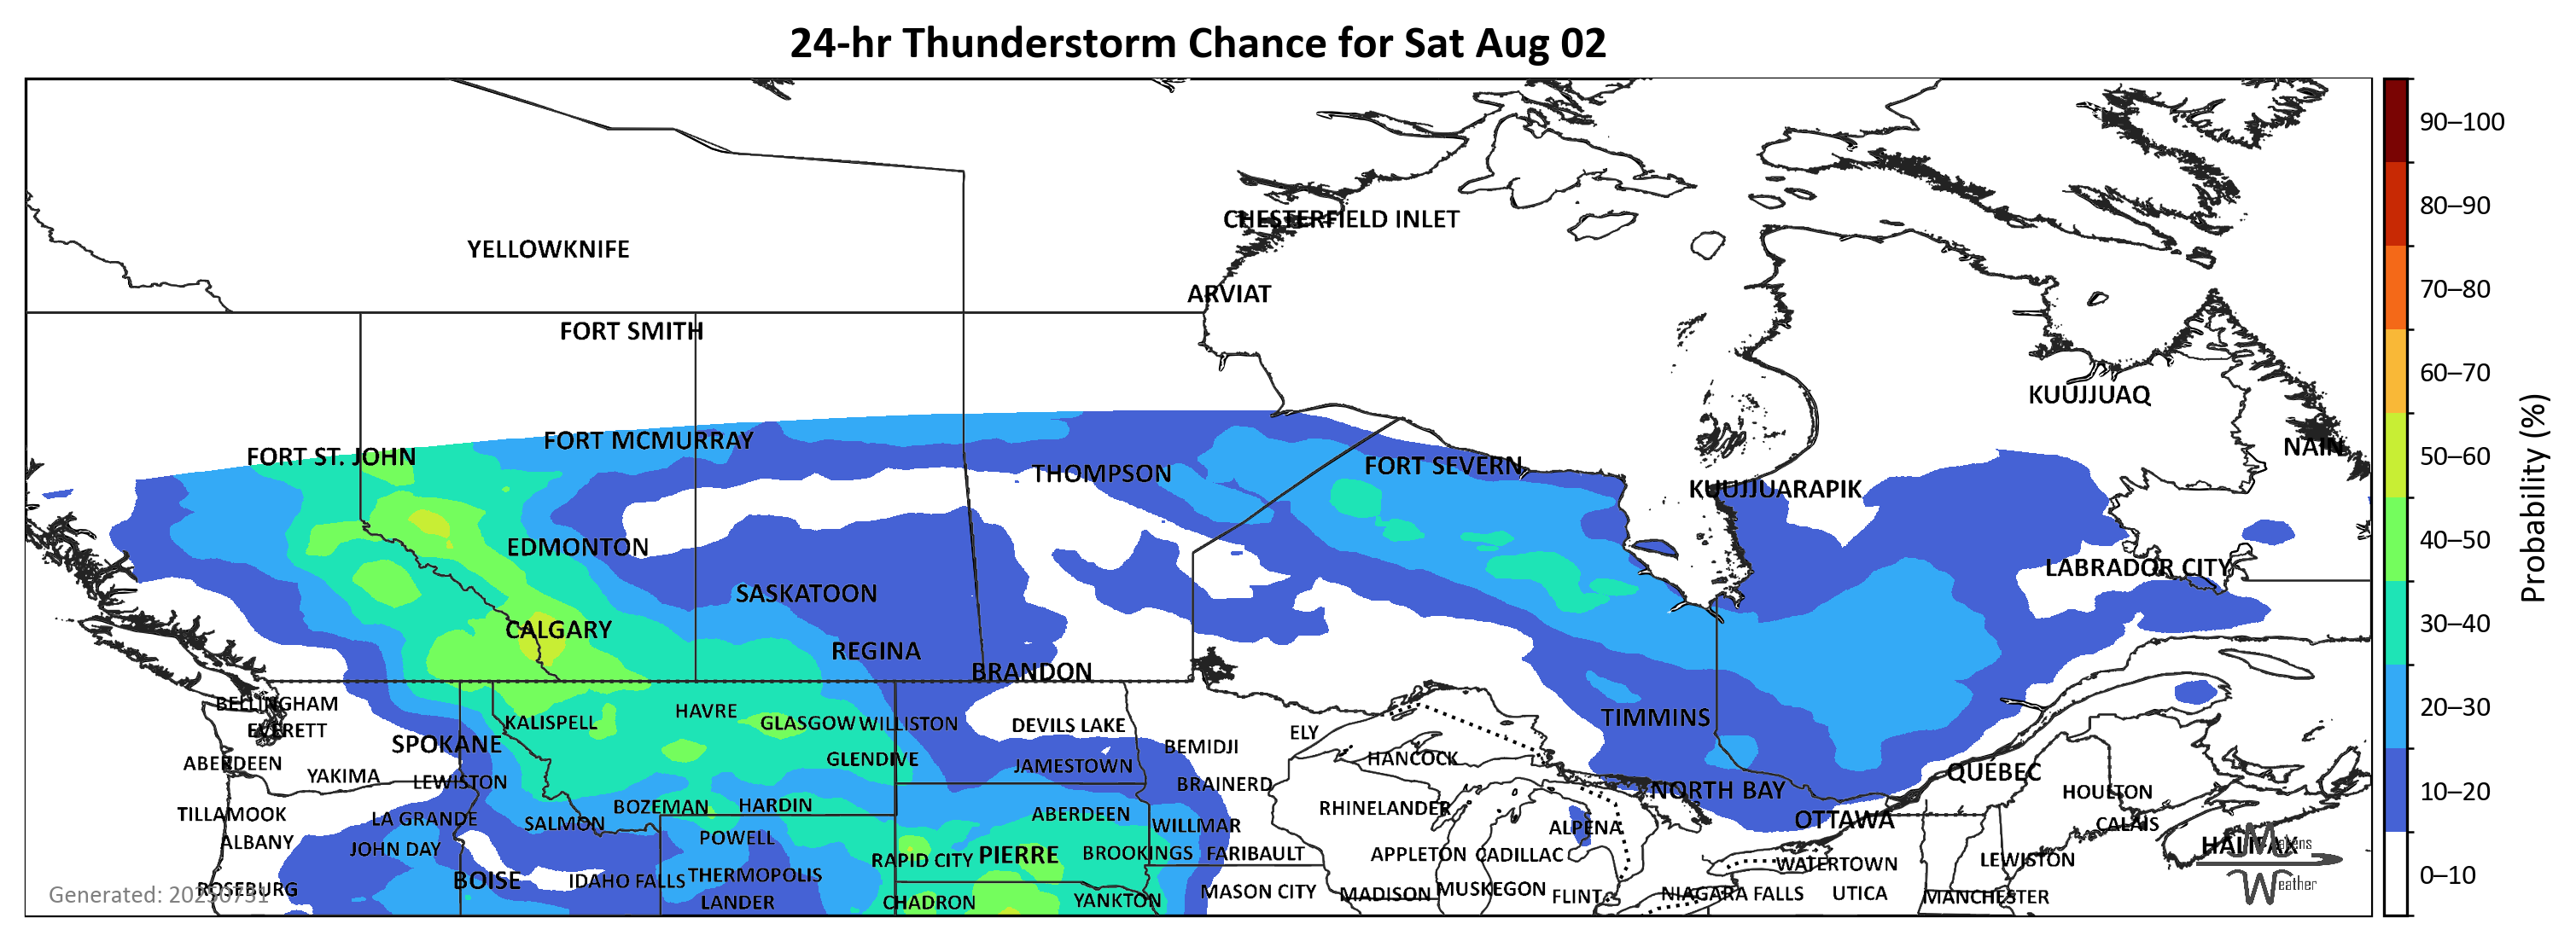 24-hr Thunderstorm Chance for Sat Aug 02
90–100
80–90
70–80
60–70
50–60
40–50
30–40
20–30
10–20
0–10
Probability (%)
CHESTERFIELD INLET
YELLOWKNIFE
ARVIAT
FORT SMITH
KUUJJUAQ
FORT MCMURRAY
NAIN
FORT ST. JOHN
FORT SEVERN
THOMPSON
KUUJJUARAPIK
EDMONTON
LABRADOR CITY
SASKATOON
CALGARY
REGINA
BRANDON
BELLINGHAM
HAVRE
TIMMINS
KALISPELL
GLASGOW
WILLISTON
DEVILS LAKE
EVERETT
ELY
SPOKANE
BEMIDJI
HANCOCK
GLENDIVE
ABERDEEN
JAMESTOWN
QUÉBEC
YAKIMA
LEWISTON
BRAINERD
NORTH BAY
HOULTON
BOZEMAN
HARDIN
RHINELANDER
TILLAMOOK
ABERDEEN
LA GRANDE
OTTAWA
SALMON
WILLMAR
ALPENA
CALAIS
POWELL
ALBANY
HALIFAX
JOHN DAY
RAPID CITY
PIERRE
BROOKINGS
FARIBAULT
APPLETON
CADILLAC
LEWISTON
WATERTOWN
THERMOPOLIS
BOISE
IDAHO FALLS
ROSEBURG
MASON CITY
MADISON
MUSKEGON
FLINT
NIAGARA FALLS
UTICA
MANCHESTER
LANDER
CHADRON
YANKTON
Generated: 20250731
Weather